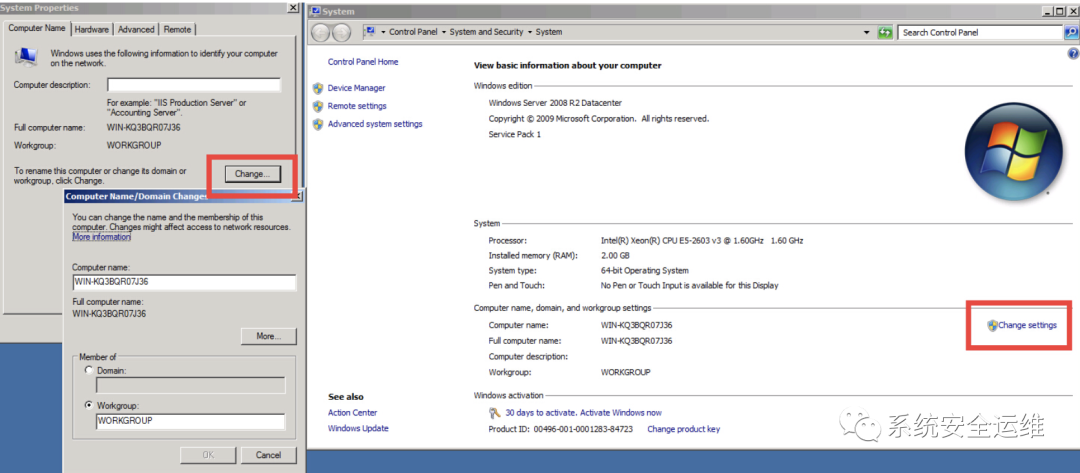 System Properties
Computer Name
Hardware
Advanced
Remote
Windows uses the following information to identify your computer
on the network.
Computer description:
For example: "IIS Production Server" or
"Accounting Server".
Full computer name:
WIN-KQ3BQR07J36
Workgroup:
WORKGROUP
To rename this computer or change its domain or
workgroup, click Change.
Change...
Computer Name/Domain Changes
You can change the name and the membership of this
computer. Changes might affect access to network resources.
More information
Computer name:
WIN-KQ3BQR07J36
Full computer name:
WIN-KQ3BQR07J36
More...
Member of
Domain:
Workgroup:
WORKGROUP
OK
Cancel
System
Control Panel
System and Security
System
Search Control Panel
Control Panel Home
Device Manager
Remote settings
Advanced system settings
See also
Action Center
Windows Update
View basic information about your computer
Windows edition
Windows Server 2008 R2 Datacenter
Copyright © 2009 Microsoft Corporation. All rights reserved.
Service Pack 1
System
Processor: Intel(R) Xeon(R) CPU E5-2603 v3 @ 1.60GHz 1.60 GHz
Installed memory (RAM): 2.00 GB
System type: 64-bit Operating System
Pen and Touch: No Pen or Touch Input is available for this Display
Computer name, domain, and workgroup settings
Computer name: WIN-KQ3BQR07J36
Change settings
Full computer name: WIN-KQ3BQR07J36
Computer description:
Workgroup: WORKGROUP
Windows activation
30 days to activate. Activate Windows now
Product ID: 00496-001-0001283-84723 Change product key
系统安全运维